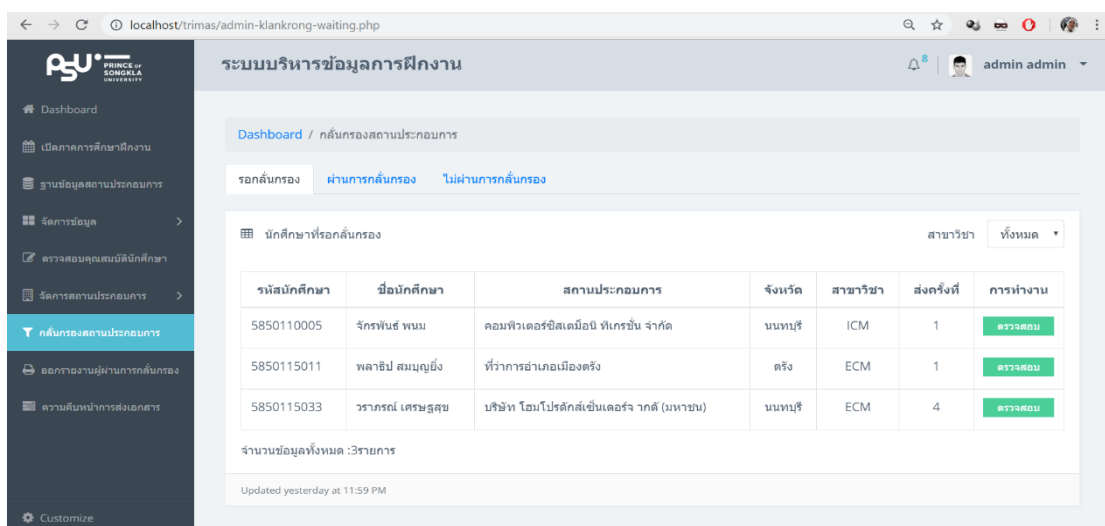 localhost/trimas/admin-klankrong-waiting.php
PSU PRINCE OF SONGKLA UNIVERSITY
ระบบบริหารข้อมูลการฝึกงาน
8
admin admin
Dashboard
เปิดภาคการศึกษาฝึกงาน
ฐานข้อมูลสถานประกอบการ
จัดการข้อมูล
ตรวจสอบคุณสมบัตินักศึกษา
จัดการสถานประกอบการ
กลั่นกรองสถานประกอบการ
ออกรายงานผู้ผ่านการกลั่นกรอง
ความคืบหน้าการส่งเอกสาร
Customize
Dashboard / กลั่นกรองสถานประกอบการ
รอกลั่นกรอง ผ่านการกลั่นกรอง ไม่ผ่านการกลั่นกรอง
นักศึกษาที่รอกลั่นกรอง สาขาวิชา ทั้งหมด
รหัสนักศึกษา ชื่อนักศึกษา สถานประกอบการ จังหวัด สาขาวิชา ส่งครั้งที่ การทำงาน
5850110005 จักรพันธ์ พนม คอมพิวเตอร์ซิสเตม็อนิ ทิเกรชั่น จำกัด นนทบุรี ICM 1 ตรวจสอบ
5850115011 พลาธิป สมบุญยิ่ง ที่ว่าการอำเภอเมืองตรัง ตรัง ECM 1 ตรวจสอบ
5850115033 วราภรณ์ เศรษฐสุข บริษัท โฮมโปรดักส์เซ็นเตอร์จ ากดั (มหาชน) นนทบุรี ECM 4 ตรวจสอบ
จำนวนข้อมูลทั้งหมด :3รายการ
Updated yesterday at 11:59 PM